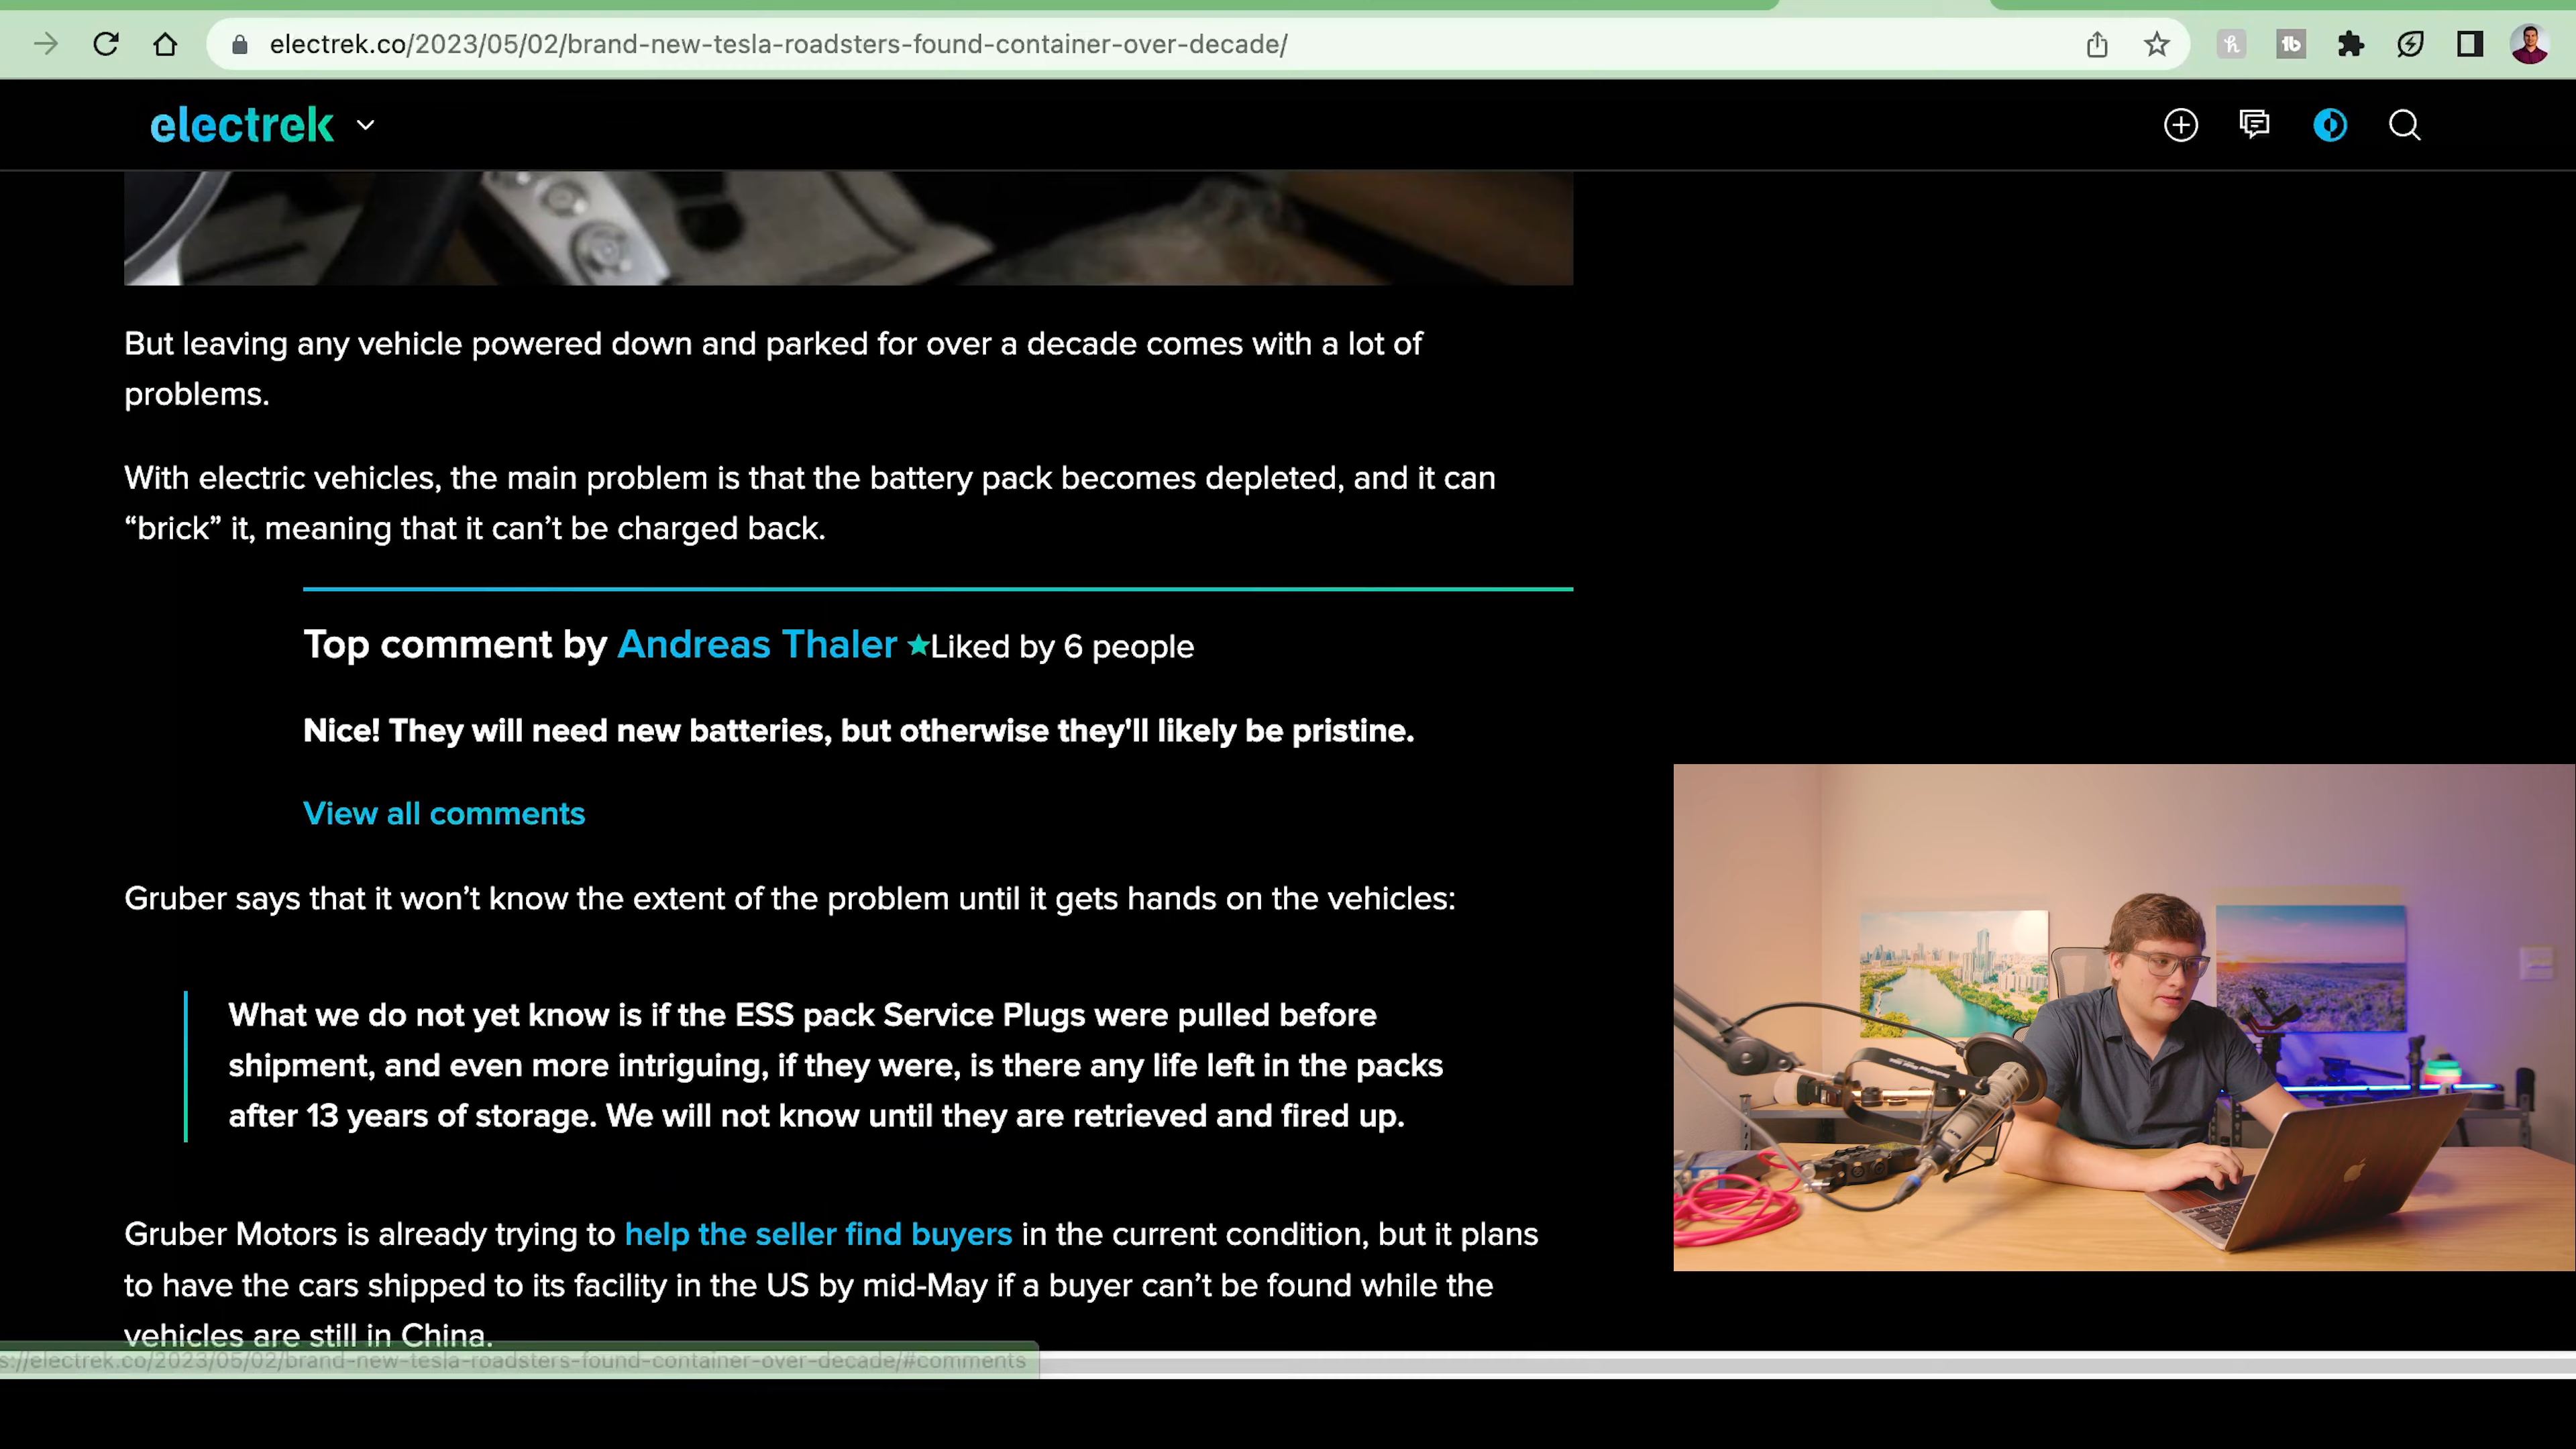 electrek.co/2023/05/02/brand-new-tesla-roadsters-found-container-over-decade/
electrek
But leaving any vehicle powered down and parked for over a decade comes with a lot of
problems.
With electric vehicles, the main problem is that the battery pack becomes depleted, and it can
“brick” it, meaning that it can’t be charged back.
Top comment by Andreas Thaler ★Liked by 6 people
Nice! They will need new batteries, but otherwise they'll likely be pristine.
View all comments
Gruber says that it won’t know the extent of the problem until it gets hands on the vehicles:
What we do not yet know is if the ESS pack Service Plugs were pulled before
shipment, and even more intriguing, if they were, is there any life left in the packs
after 13 years of storage. We will not know until they are retrieved and fired up.
Gruber Motors is already trying to help the seller find buyers in the current condition, but it plans
to have the cars shipped to its facility in the US by mid-May if a buyer can’t be found while the
vehicles are still in China.
s://electrek.co/2023/05/02/brand-new-tesla-roadsters-found-container-over-decade/#comments